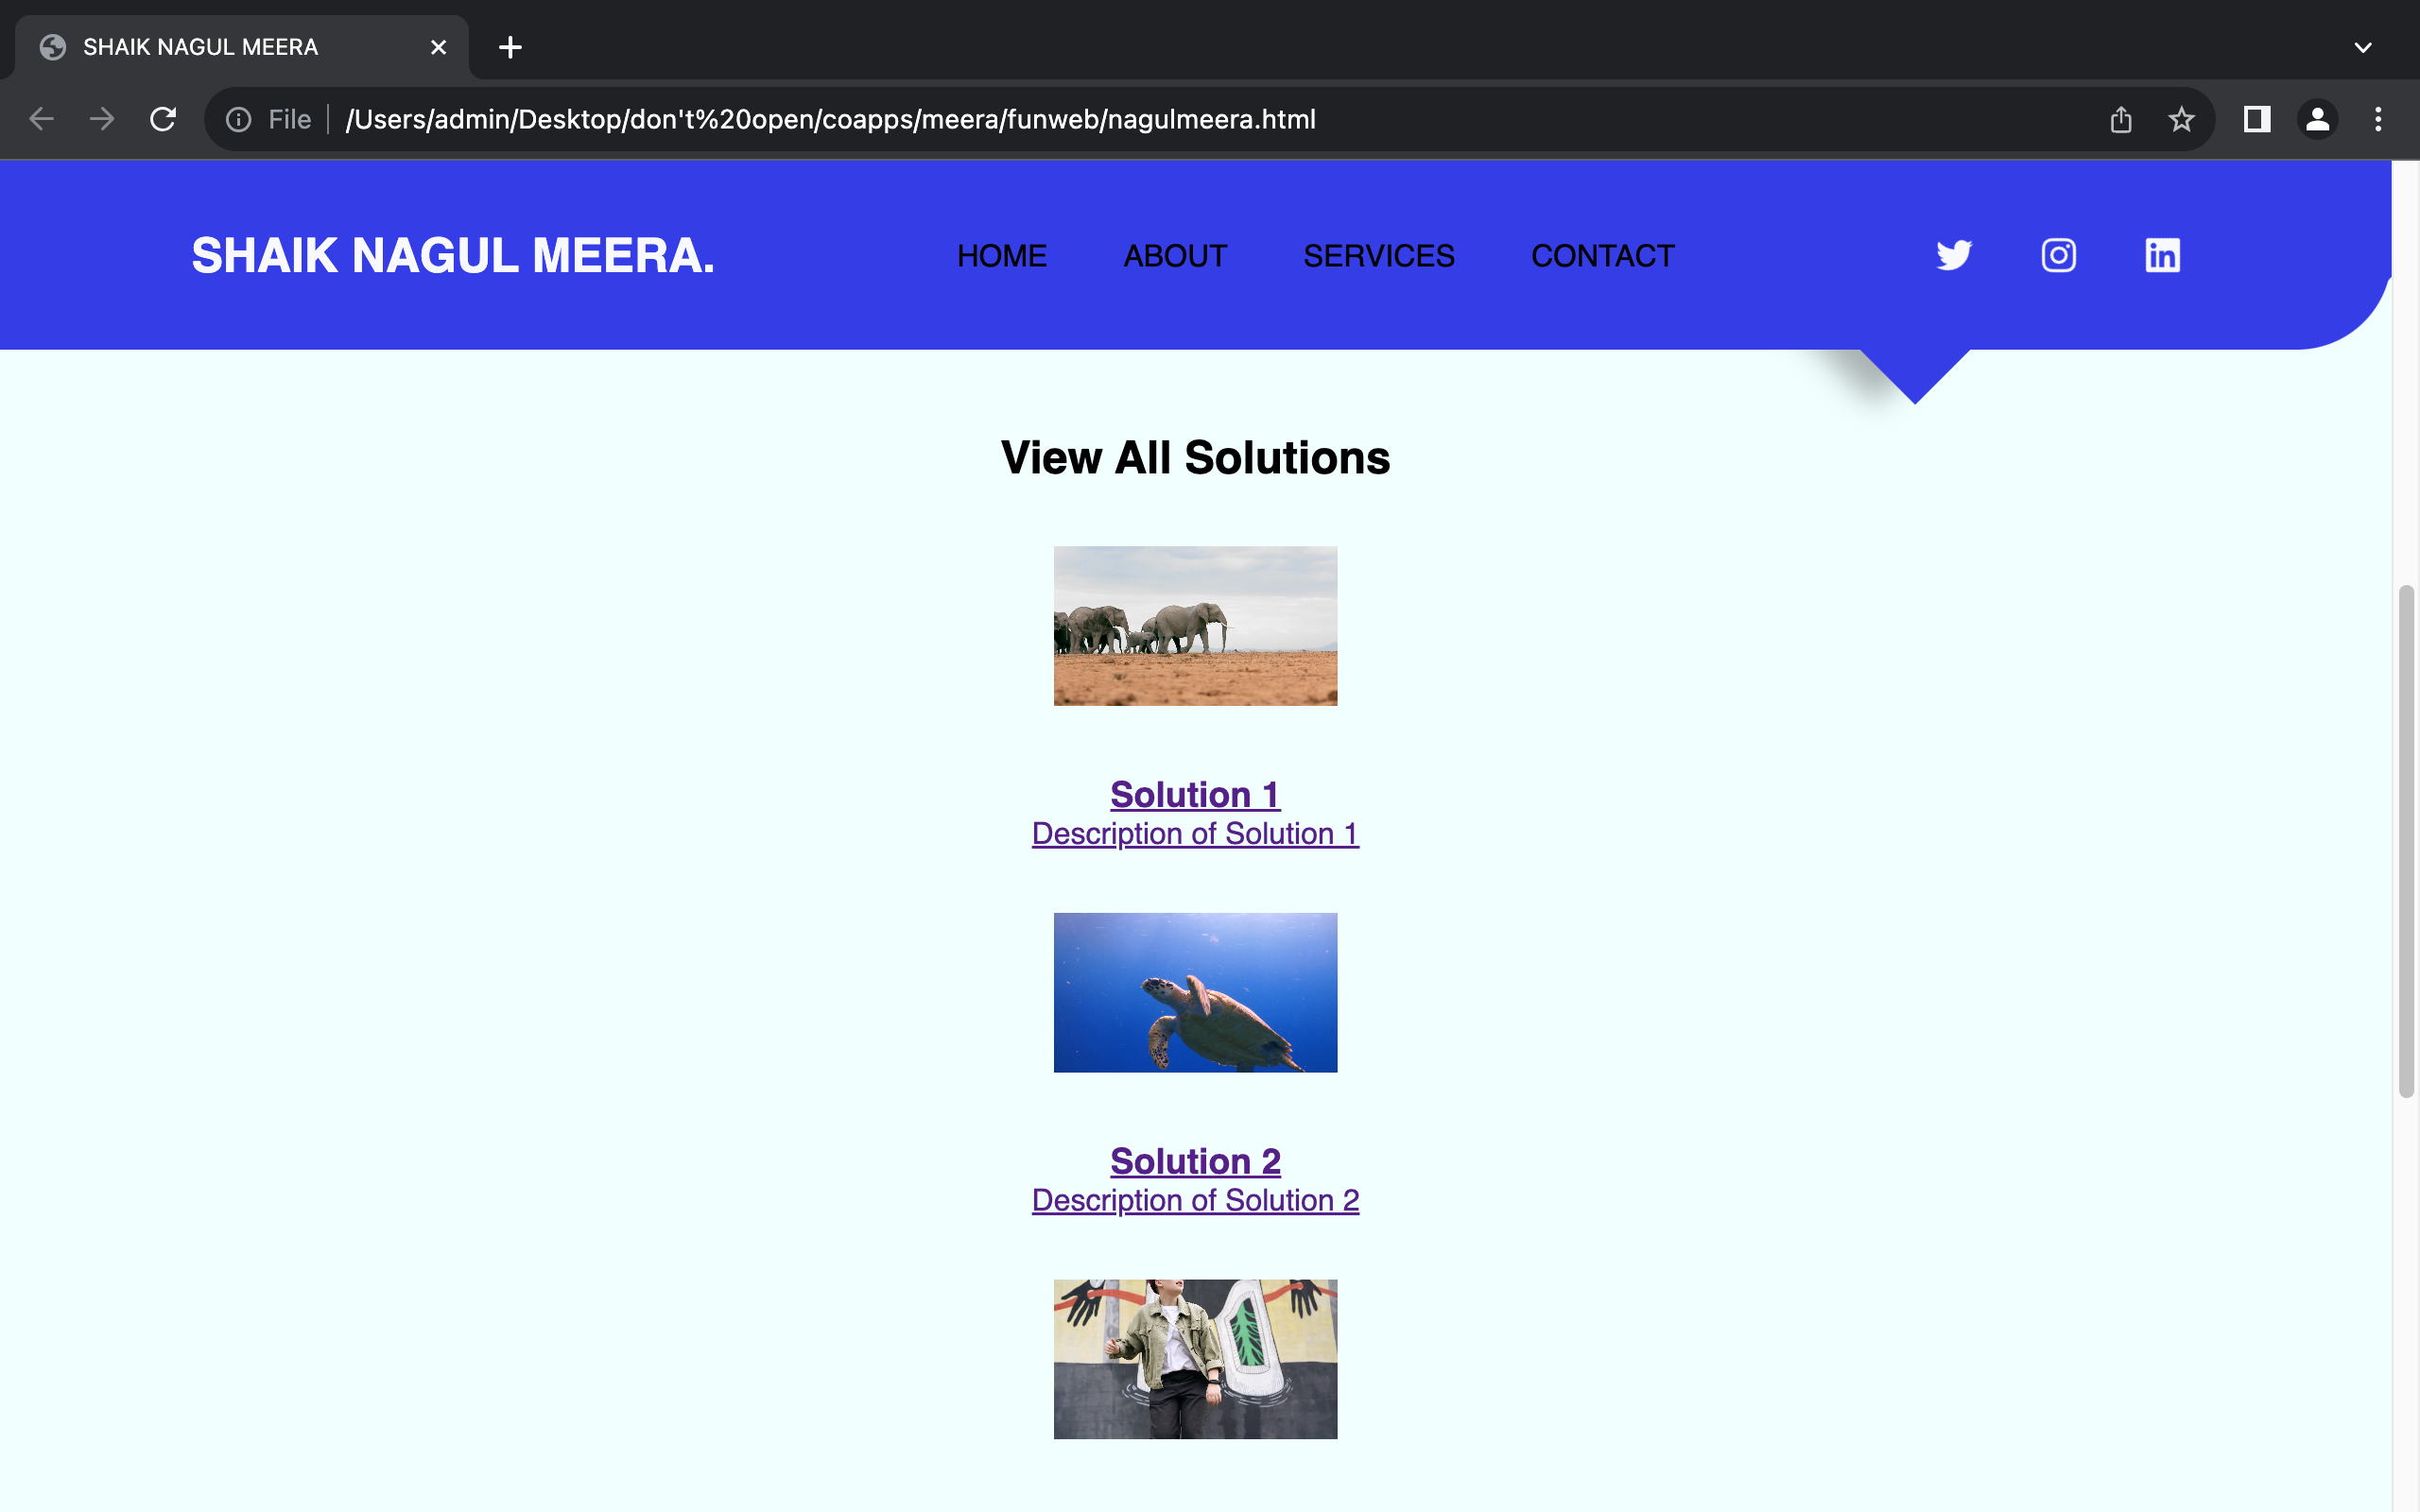 SHAIK NAGUL MEERA
File /Users/admin/Desktop/don't%20open/coapps/meera/funweb/nagulmeera.html
SHAIK NAGUL MEERA. HOME ABOUT SERVICES CONTACT in
View All Solutions
Solution 1
Description of Solution 1
Solution 2
Description of Solution 2